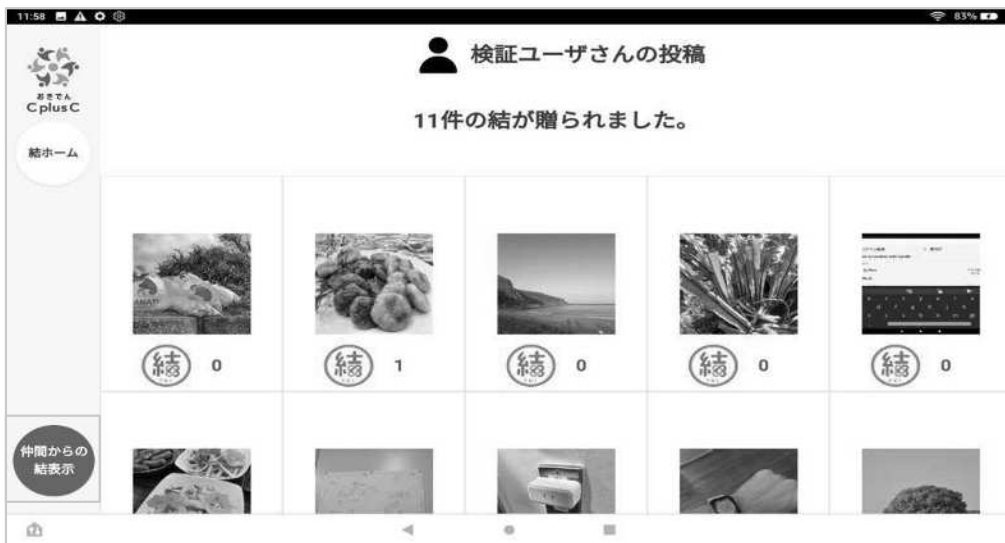 11:58
83%
おきでん
CplusC
結ホーム
検証ユーザさんの投稿
11件の結が贈られました。
結 0
結 1
結 0
結 0
結 0
仲間からの
結表示